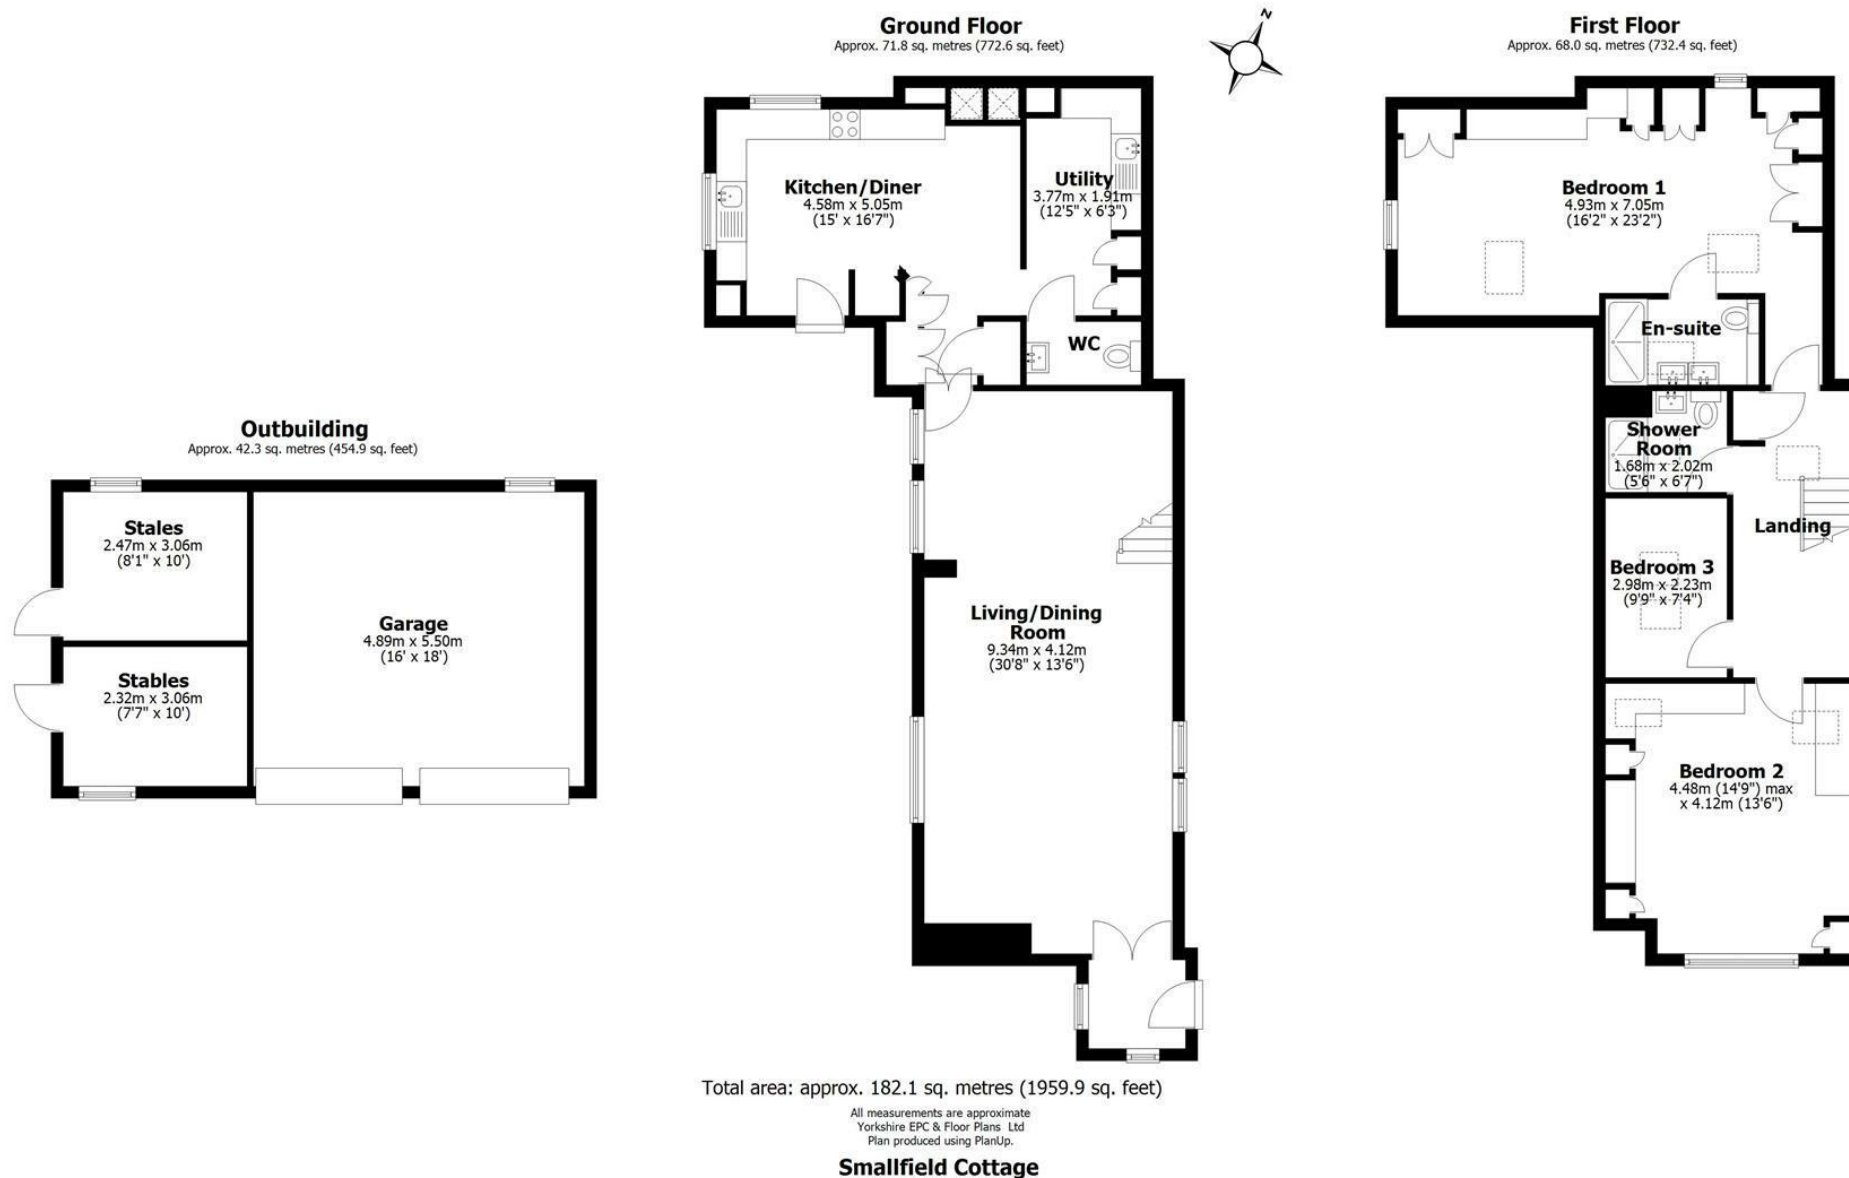 Ground Floor
Approx. 71.8 sq. metres (772.6 sq. feet)
N
First Floor
Approx. 68.0 sq. metres (732.4 sq. feet)
Kitchen/Diner
4.58m x 5.05m
(15' x 16'7")
Utility
3.77m x 1.91m
(12'5" x 6'3")
WC
Bedroom 1
4.93m x 7.05m
(16'2" x 23'2")
En-suite
Shower
Room
1.68m x 2.02m
(5'6" x 6'7")
Landing
Bedroom 3
2.98m x 2.23m
(9'9" x 7'4")
Bedroom 2
4.48m (14'9") max
x 4.12m (13'6")
Outbuilding
Approx. 42.3 sq. metres (454.9 sq. feet)
Stales
2.47m x 3.06m
(8'1" x 10')
Garage
4.89m x 5.50m
(16' x 18')
Stables
2.32m x 3.06m
(7'7" x 10')
Living/Dining
Room
9.34m x 4.12m
(30'8" x 13'6")
Total area: approx. 182.1 sq. metres (1959.9 sq. feet)
All measurements are approximate
Yorkshire EPC & Floor Plans Ltd
Plan produced using PlanUp.
Smallfield Cottage